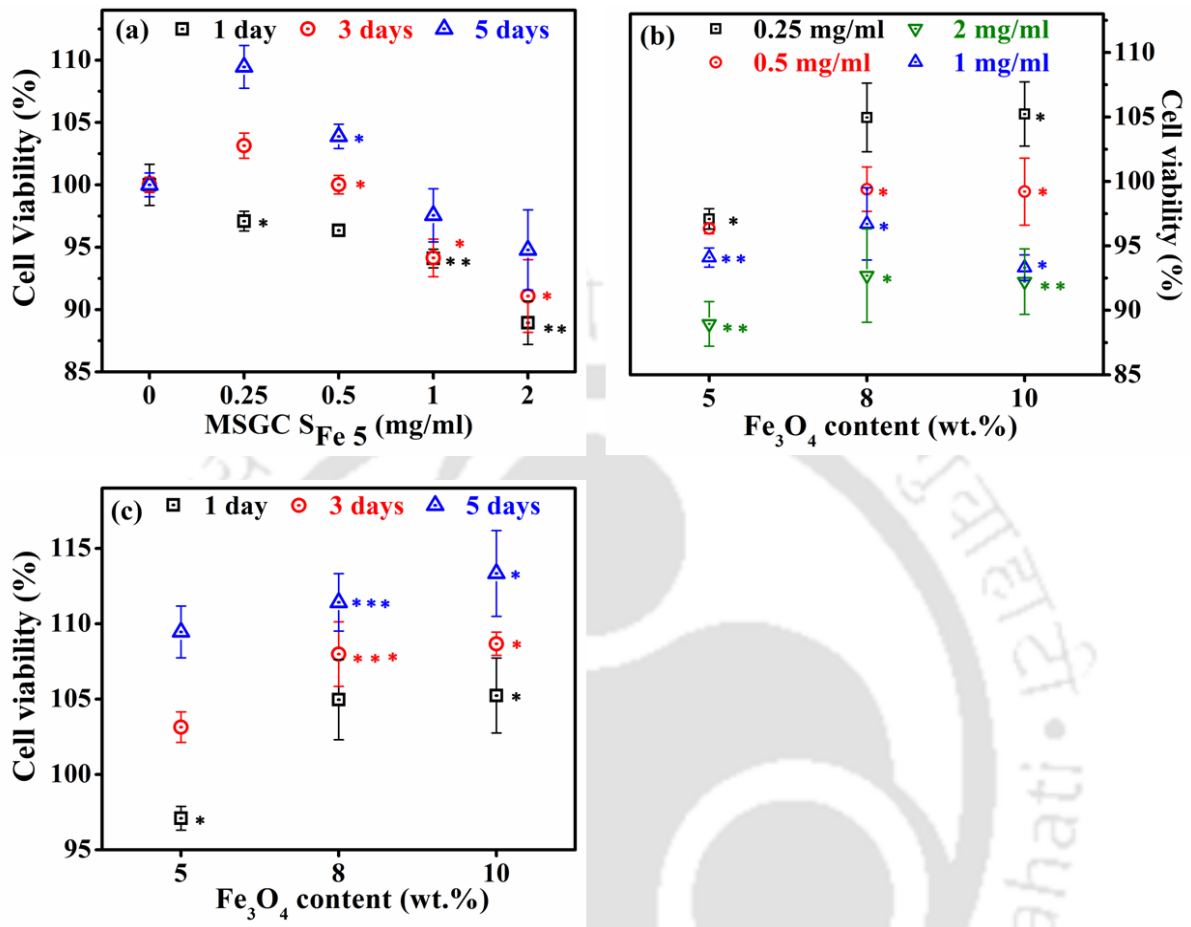 (a) 1 day 3 days 5 days
Cell Viability (%)
110
105
100
95
90
85
0 0.25 0.5 1 2
MSGC S_Fe 5 (mg/ml)
* * * * ** * **
(b) 0.25 mg/ml 2 mg/ml
0.5 mg/ml 1 mg/ml
Cell viability (%)
110
105
100
95
90
85
5 8 10
Fe₃O₄ content (wt.%)
* ** ** * * * * * * **
(c) 1 day 3 days 5 days
Cell viability (%)
115
110
105
100
95
5 8 10
Fe₃O₄ content (wt.%)
* *** *** * * *
गुवाहाटी
ahati